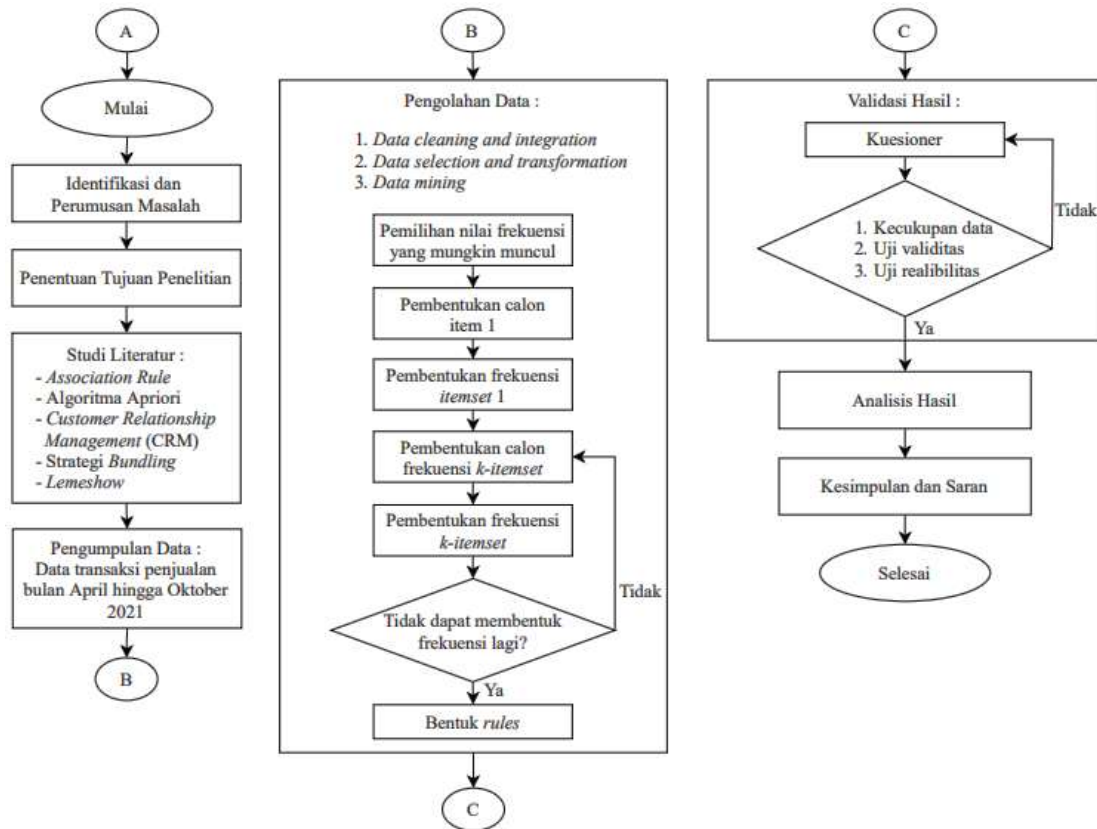 A
Mulai
Identifikasi dan
Perumusan Masalah
Penentuan Tujuan Penelitian
Studi Literatur :
- Association Rule
- Algoritma Apriori
- Customer Relationship
Management (CRM)
- Strategi Bundling
- Lemeshow
Pengumpulan Data :
Data transaksi penjualan
bulan April hingga Oktober
2021
B
B
Pengolahan Data :
1. Data cleaning and integration
2. Data selection and transformation
3. Data mining
Pemilihan nilai frekuensi
yang mungkin muncul
Pembentukan calon
item 1
Pembentukan frekuensi
itemset 1
Pembentukan calon
frekuensi k-itemset
Pembentukan frekuensi
k-itemset
Tidak
Tidak dapat membentuk
frekuensi lagi?
Ya
Bentuk rules
C
C
Validasi Hasil :
Kuesioner
Tidak
1. Kecukupan data
2. Uji validitas
3. Uji realibilitas
Ya
Analisis Hasil
Kesimpulan dan Saran
Selesai